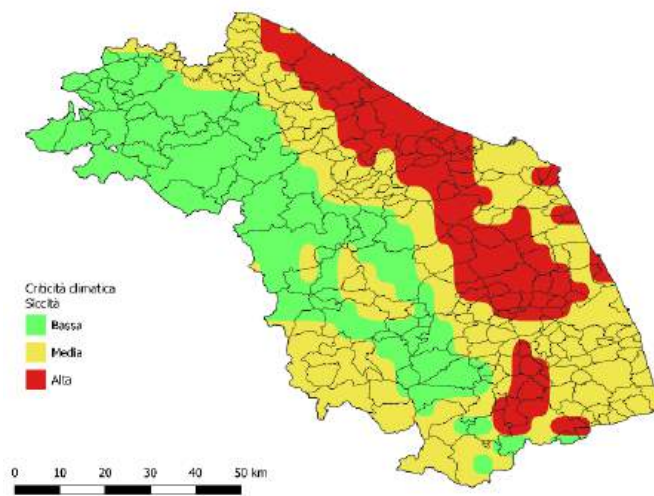 Criticità climatica
Siccità
Bassa
Media
Alta
0 10 20 30 40 50 km